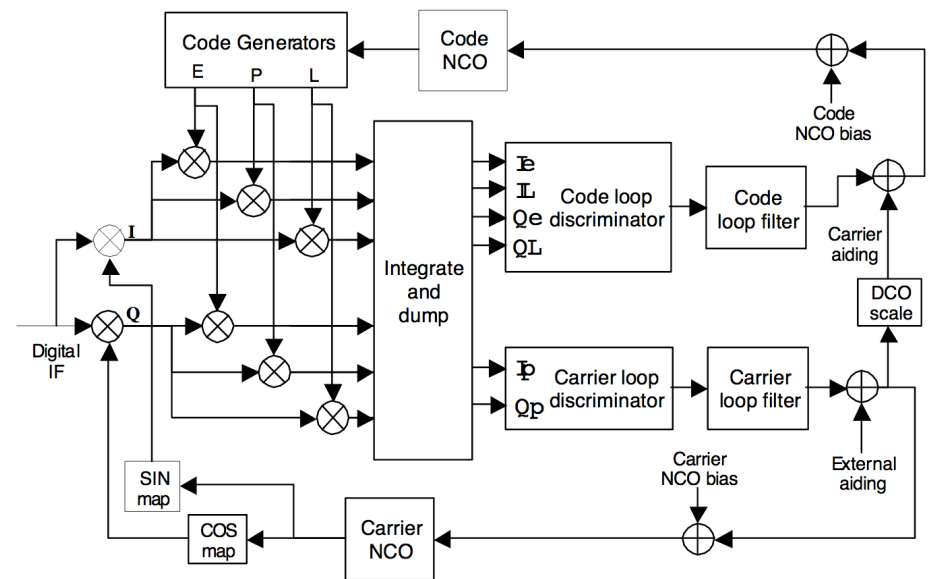 Code Generators
E P L
Code
NCO
Code
NCO bias
Ie
IL
Qe
QL
Code loop
discriminator
Code
loop filter
Carrier
aiding
I
Q
Digital
IF
Integrate
and
dump
DCO
scale
Ip
Qp
Carrier loop
discriminator
Carrier
loop filter
External
aiding
SIN
map
COS
map
Carrier
NCO
Carrier
NCO bias